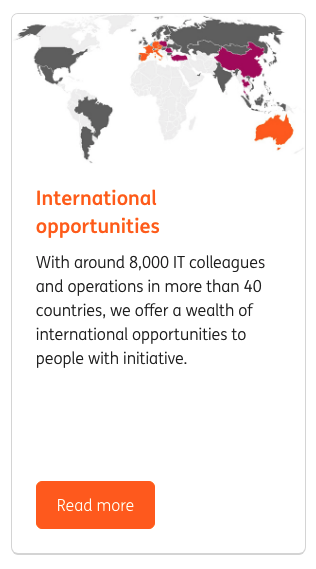 International
opportunities
With around 8,000 IT colleagues
and operations in more than 40
countries, we offer a wealth of
international opportunities to
people with initiative.
Read more